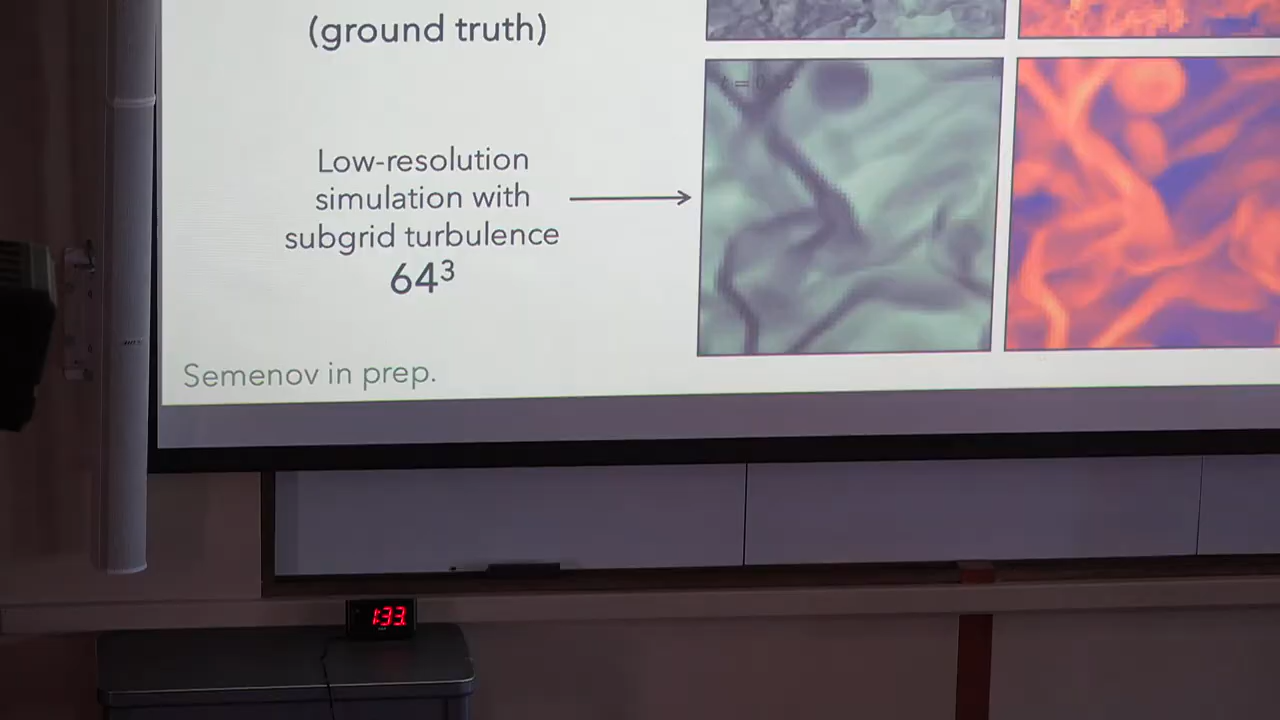 (ground truth)
Low-resolution
simulation with
subgrid turbulence
64³
Semenov in prep.
1:33